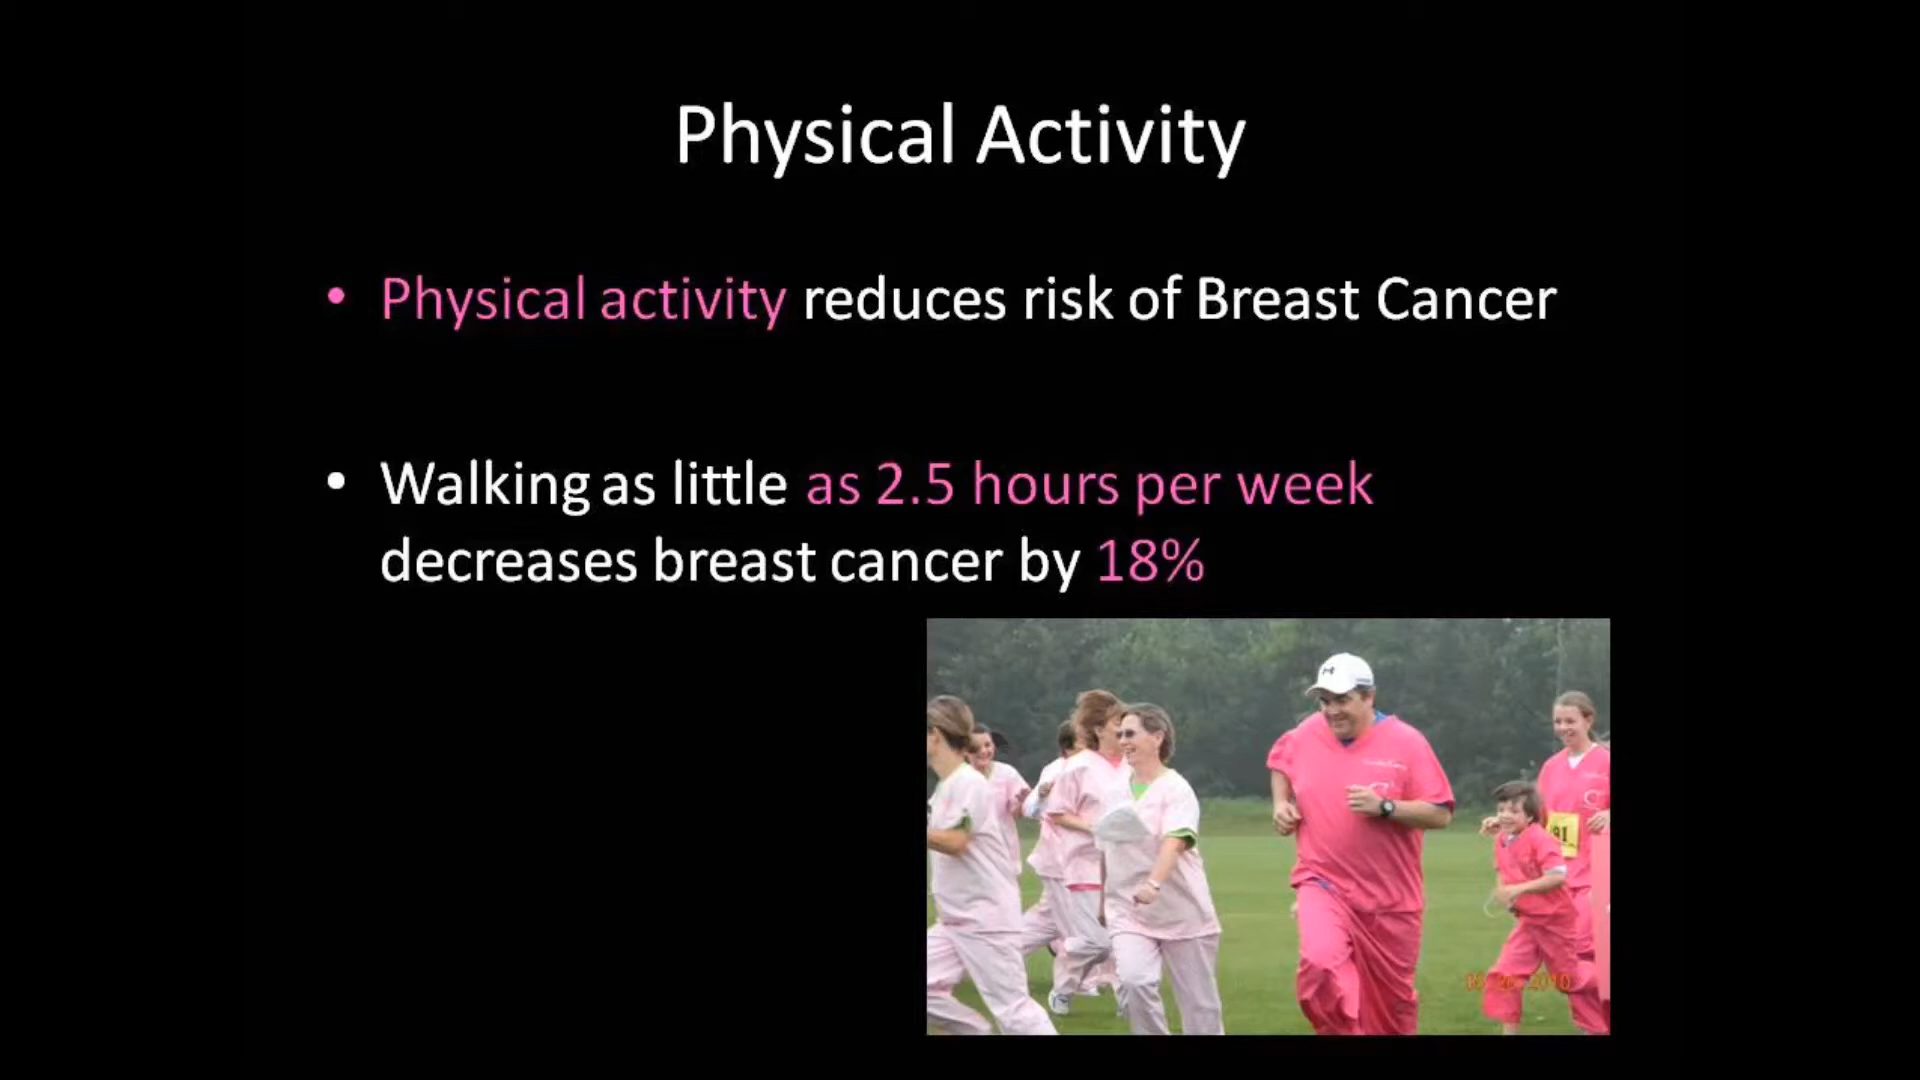 Physical Activity
• Physical activity reduces risk of Breast Cancer
• Walking as little as 2.5 hours per week
decreases breast cancer by 18%
91